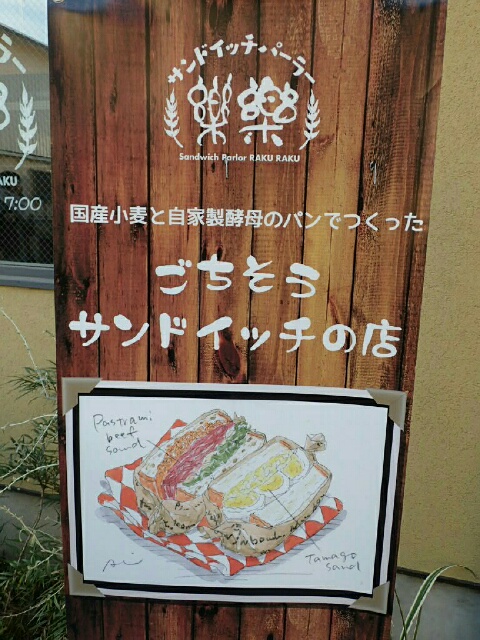 サンドイッチパーラー
樂樂
Sandwich Parlor RAKU RAKU
AKU
7:00
国産小麦と自家製酵母のパンでつくった
ごちそう
サンドイッチの店
Pastrami
beef
sand
Tamago
sand